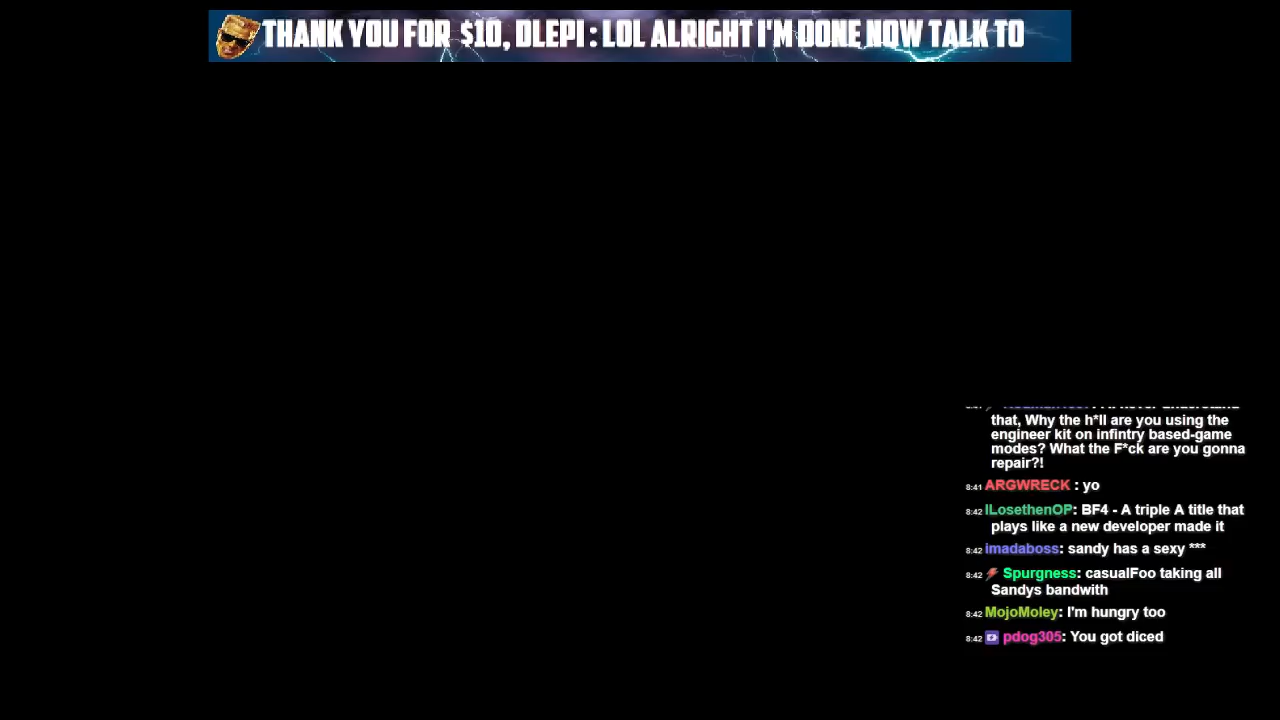 THANK YOU FOR $10, DLEPI : LOL ALRIGHT I'M DONE NOW TALK TO
that, Why the h*ll are you using the
engineer kit on infintry based-game
modes? What the F*ck are you gonna
repair?!
8:41 ARGWRECK : yo
8:42 ILosethenOP: BF4 - A triple A title that
plays like a new developer made it
8:42 imadaboss: sandy has a sexy ***
8:42 Spurgness: casualFoo taking all
Sandys bandwith
8:42 MojoMoley: I'm hungry too
8:42 pdog305: You got diced